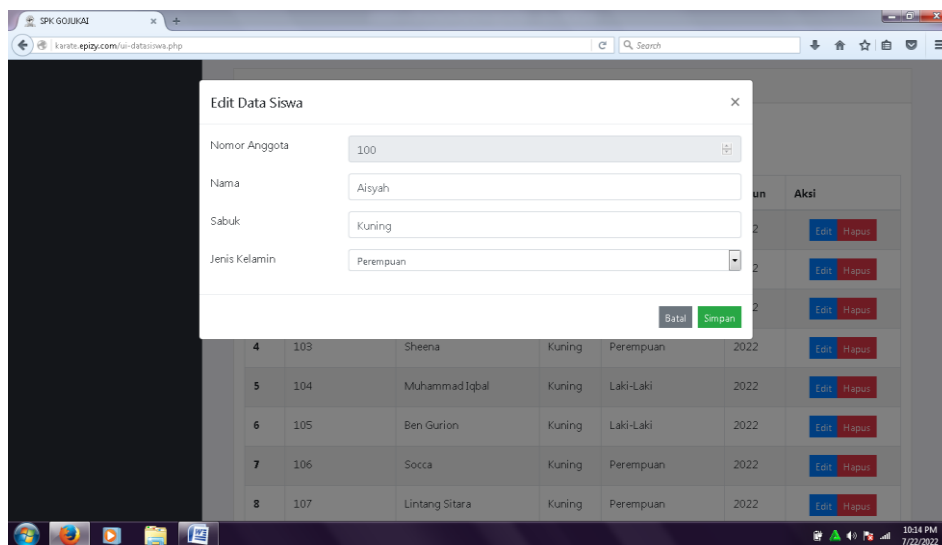 SPK GOJUKAI
karate.epizy.com/ui-datasiswa.php
Search
Edit Data Siswa
Nomor Anggota 100
Nama Aisyah
Sabuk Kuning
Jenis Kelamin Perempuan
Batal Simpan
un Aksi
2 Edit Hapus
2 Edit Hapus
2 Edit Hapus
4 103 Sheena Kuning Perempuan 2022 Edit Hapus
5 104 Muhammad Iqbal Kuning Laki-Laki 2022 Edit Hapus
6 105 Ben Gurion Kuning Laki-Laki 2022 Edit Hapus
7 106 Socca Kuning Perempuan 2022 Edit Hapus
8 107 Lintang Sitara Kuning Perempuan 2022 Edit Hapus
10:14 PM
7/22/2022